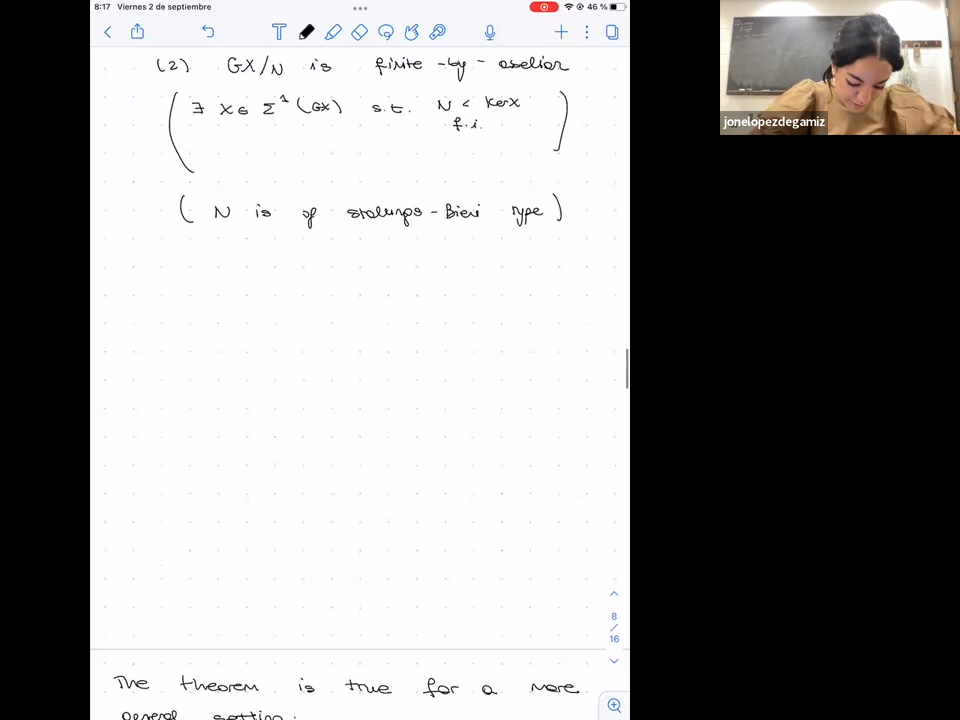 8:17 Viernes 2 de septiembre
46 %
(2) GX/N is finite-by-abelian
( ∃ χ ∈ Σ¹ (GX) s.t. N < ker χ )
f.i.
( N is of Stallings-Bieri type )
8
/
16
The theorem is true for a more
general setting:
jonelopezdegamiz